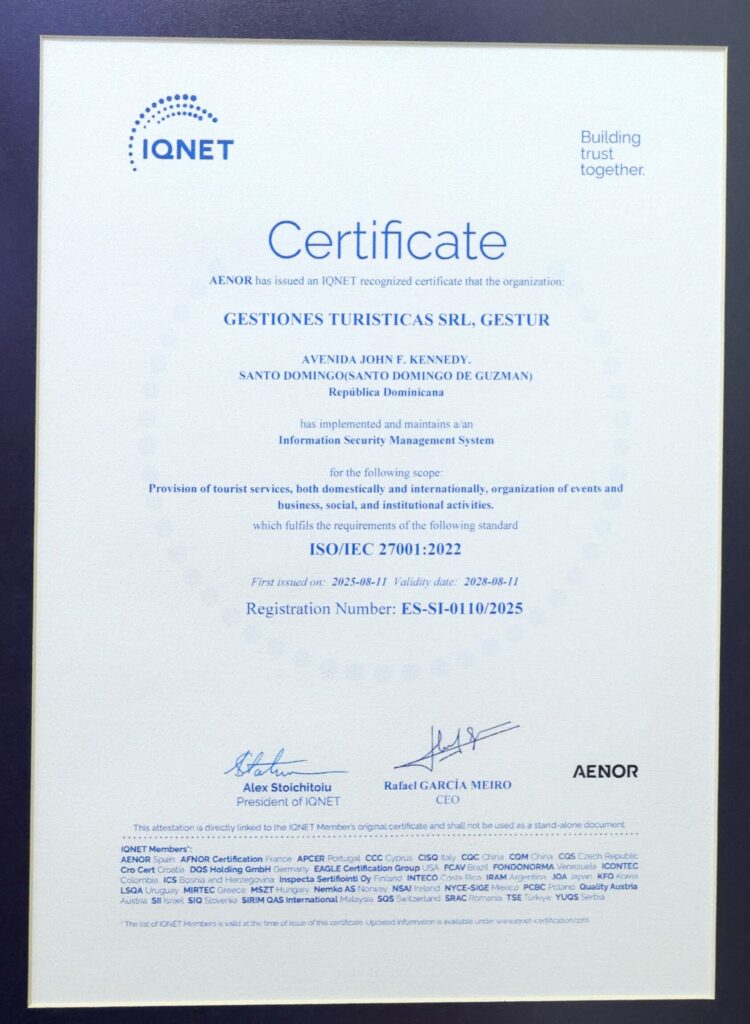 IQNET
Building
trust
together.
Certificate
AENOR has issued an IQNET recognized certificate that the organization:
GESTIONES TURISTICAS SRL, GESTUR
AVENIDA JOHN F. KENNEDY.
SANTO DOMINGO(SANTO DOMINGO DE GUZMAN)
República Dominicana
has implemented and maintains a/an
Information Security Management System
for the following scope:
Provision of tourist services, both domestically and internationally, organization of events and
business, social, and institutional activities.
which fulfils the requirements of the following standard
ISO/IEC 27001:2022
First issued on: 2025-08-11 Validity date: 2028-08-11
Registration Number: ES-SI-0110/2025
Alex Stoichitoiu
President of IQNET
Rafael GARCÍA MEIRO
CEO
AENOR
This attestation is directly linked to the IQNET Member's original certificate and shall not be used as a stand-alone document
IQNET Members*:
AENOR Spain AFNOR Certification France APCER Portugal CCC Cyprus CISQ Italy CQC China CQM China CQS Czech Republic
Cro Cert Croatia DQS Holding GmbH Germany EAGLE Certification Group USA FCAV Brazil FONDONORMA Venezuela ICONTEC
Colombia ICS Bosnia and Herzegovina Inspecta Sertifiointi Oy Finland INTECO Costa Rica IRAM Argentina JQA Japan KFQ Korea
LSQA Uruguay MIRTEC Greece MSZT Hungary Nemko AS Norway NSAI Ireland NYCE-SIGE Mexico PCBC Poland Quality Austria
Austria SII Israel SIQ Slovenia SIRIM QAS International Malaysia SQS Switzerland SRAC Romania TSE Türkiye YUQS Serbia
* The list of IQNET Members is valid at the time of issue of this certificate. Updated information is available under www.iqnet-certification.com